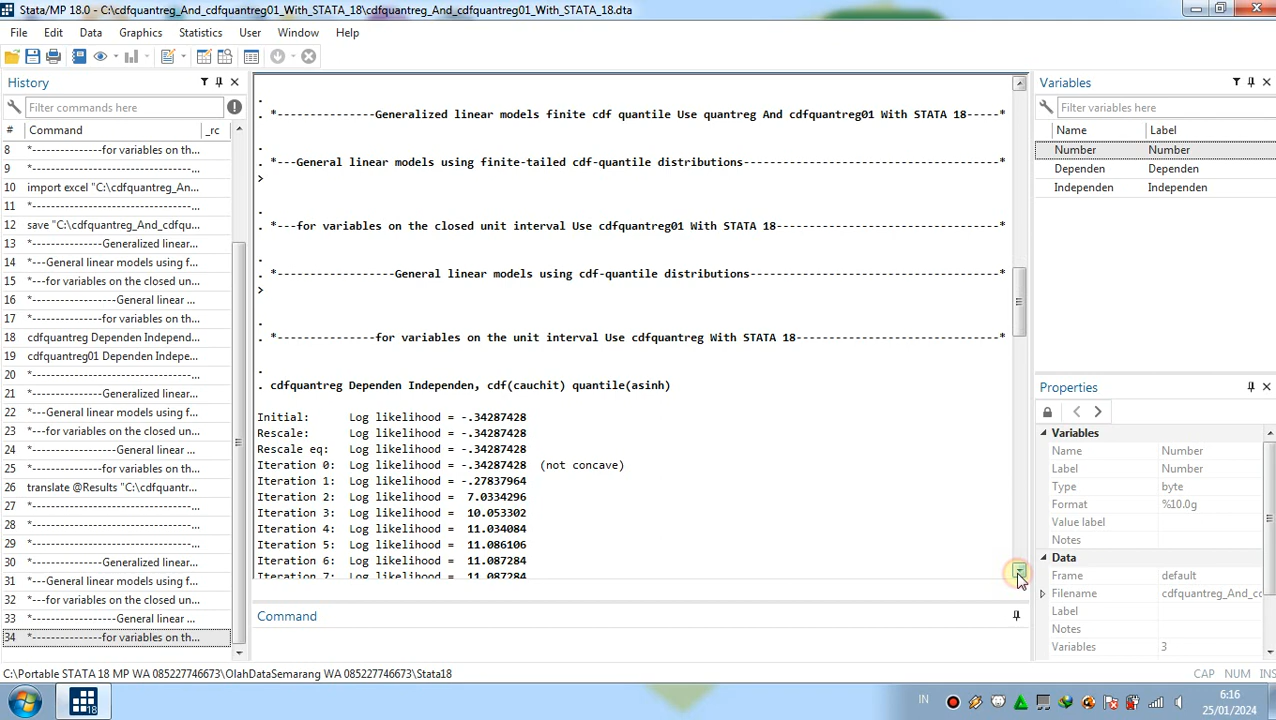 Stata/MP 18.0 - C:\cdfquantreg_And_cdfquantreg01_With_STATA_18\cdfquantreg_And_cdfquantreg01_With_STATA_18.dta
File Edit Data Graphics Statistics User Window Help
History
Filter commands here
# Command _rc
8 *--------------for variables on th...
9 *--------------------------------------...
10 import excel "C:\cdfquantreg_An...
11 *--------------------------------------...
12 save "C:\cdfquantreg_And_cdfqu...
13 *---------------Generalized linear...
14 *---General linear models using f...
15 *---for variables on the closed un...
16 *------------------General linear ...
17 *---------------for variables on th...
18 cdfquantreg Dependen Independ...
19 cdfquantreg01 Dependen Indepe...
20 *--------------------------------------...
21 *---------------Generalized linear...
22 *---General linear models using f...
23 *---for variables on the closed un...
24 *------------------General linear ...
25 *---------------for variables on th...
26 translate @Results "C:\cdfquantr...
27 *--------------------------------------...
28 *--------------------------------------...
29 *--------------------------------------...
30 *---------------Generalized linear...
31 *---General linear models using f...
32 *---for variables on the closed un...
33 *------------------General linear ...
34 *---------------for variables on th...
.
. *---------------Generalized linear models finite cdf quantile Use quantreg And cdfquantreg01 With STATA 18-----*
.
. *---General linear models using finite-tailed cdf-quantile distributions---------------------------------------*
>
.
. *---for variables on the closed unit interval Use cdfquantreg01 With STATA 18----------------------------------*
.
. *------------------General linear models using cdf-quantile distributions--------------------------------------*
>
.
. *---------------for variables on the unit interval Use cdfquantreg With STATA 18-------------------------------*
.
. cdfquantreg Dependen Independen, cdf(cauchit) quantile(asinh)
Initial: Log likelihood = -.34287428
Rescale: Log likelihood = -.34287428
Rescale eq: Log likelihood = -.34287428
Iteration 0: Log likelihood = -.34287428 (not concave)
Iteration 1: Log likelihood = -.27837964
Iteration 2: Log likelihood = 7.0334296
Iteration 3: Log likelihood = 10.053302
Iteration 4: Log likelihood = 11.034084
Iteration 5: Log likelihood = 11.086106
Iteration 6: Log likelihood = 11.087284
Iteration 7: Log likelihood = 11.087284
Command
Variables
Filter variables here
Name Label
Number Number
Dependen Dependen
Independen Independen
Properties
Variables
Name Number
Label Number
Type byte
Format %10.0g
Value label
Notes
Data
Frame default
Filename cdfquantreg_And_cc
Label
Notes
Variables 3
C:\Portable STATA 18 MP WA 085227746673\OlahDataSemarang WA 085227746673\Stata18
CAP NUM INS
18
IN
6:16
25/01/2024